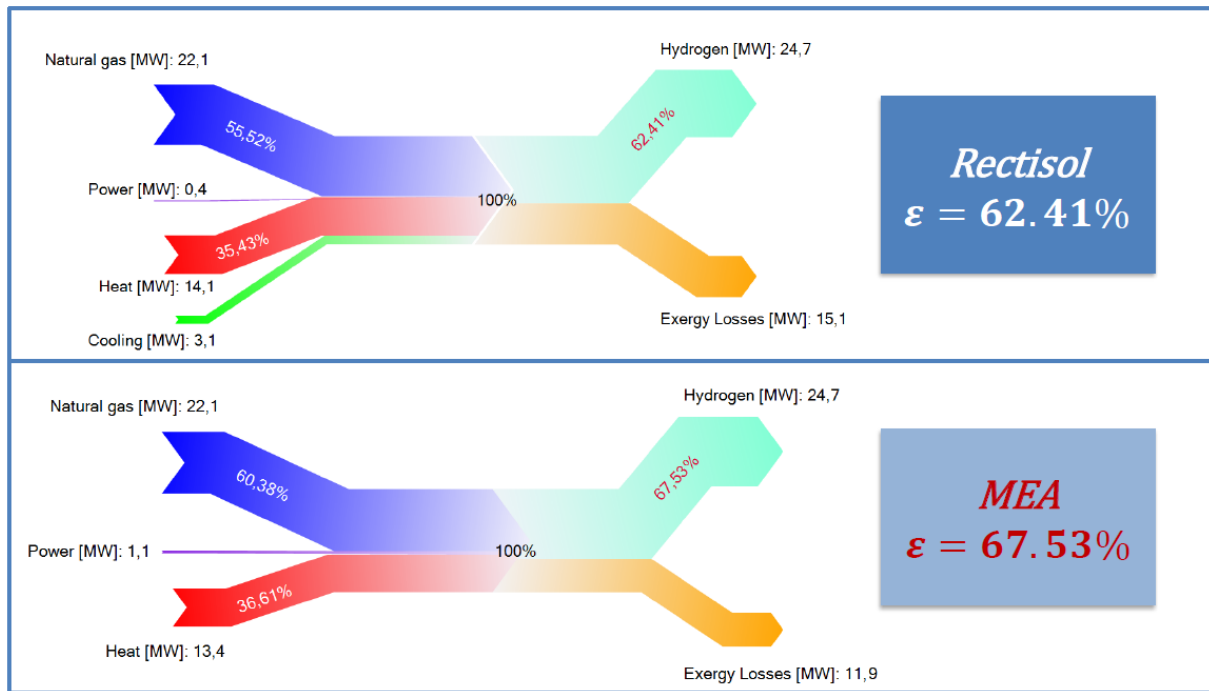 Natural gas [MW]: 22,1
Hydrogen [MW]: 24,7
55,52%
62,41%
Power [MW]: 0,4
100%
35,43%
Heat [MW]: 14,1
Cooling [MW]: 3,1
Exergy Losses [MW]: 15,1
Rectisol
ε = 62.41%
Natural gas [MW]: 22,1
Hydrogen [MW]: 24,7
60,38%
67,53%
Power [MW]: 1,1
100%
36,61%
Heat [MW]: 13,4
Exergy Losses [MW]: 11,9
MEA
ε = 67.53%